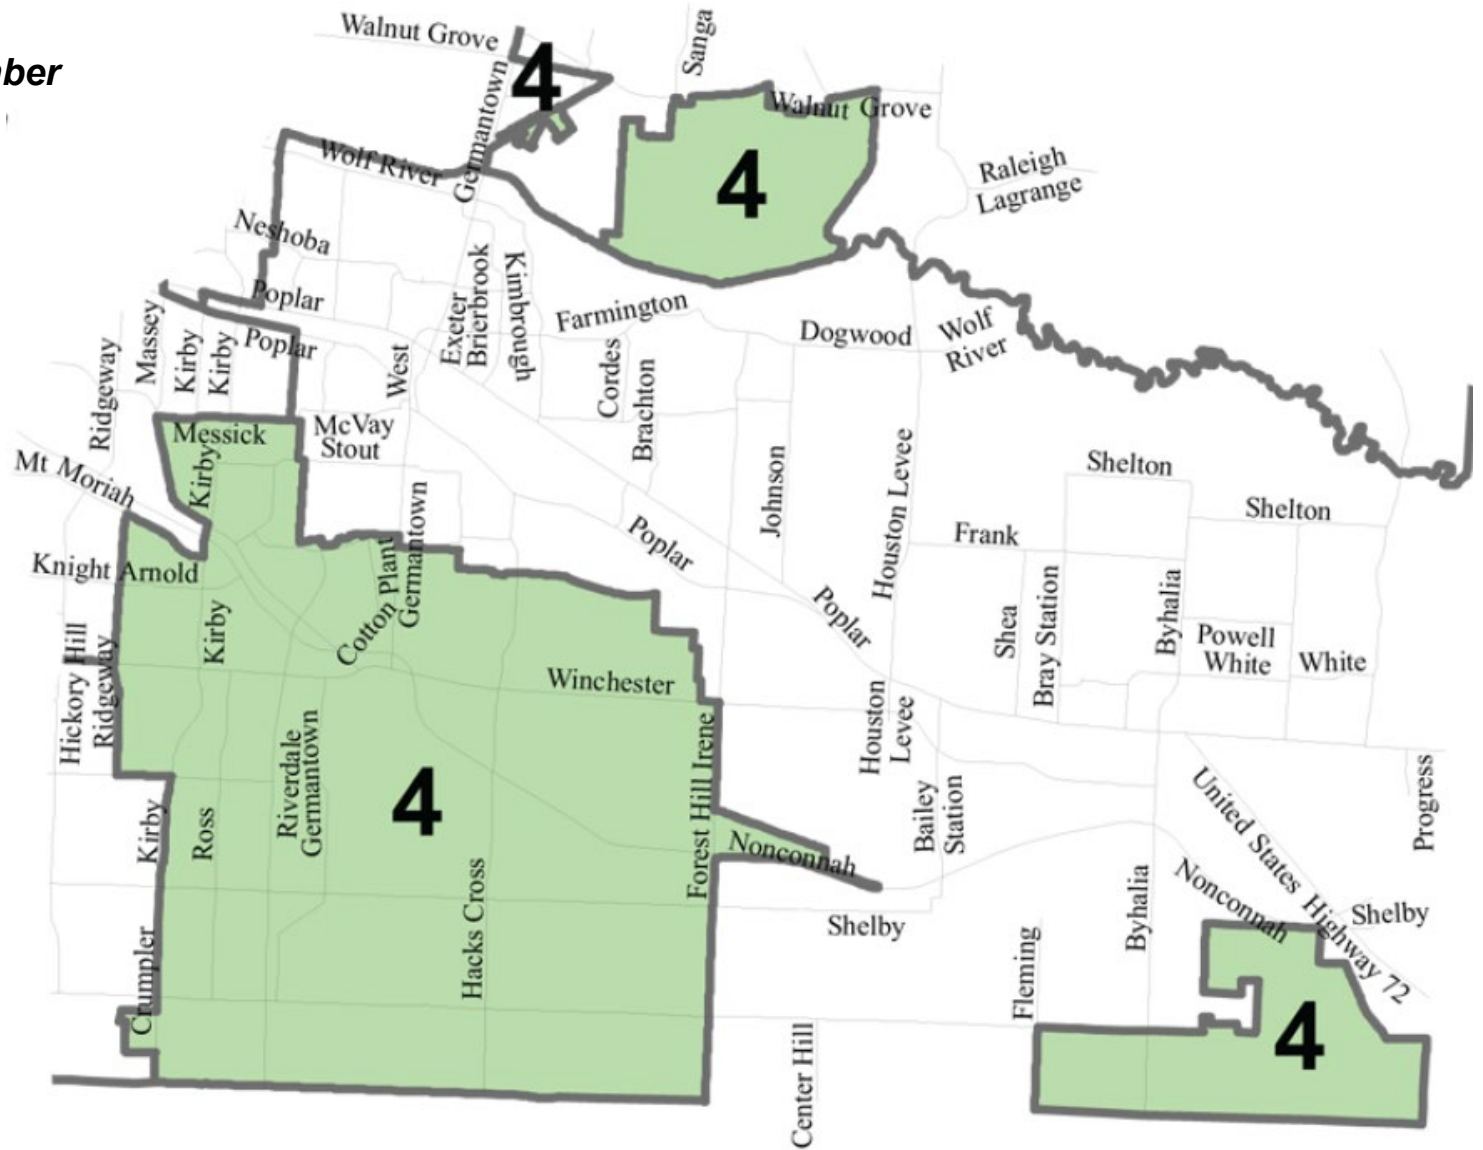 Walnut Grove
Sanga
ber
4
Germantown
Walnut Grove
Wolf River
4
Raleigh
Lagrange
Neshoba
Poplar
Exeter
Brierbrook
Kimbrough
Farmington
Dogwood
Wolf
River
Massey
Kirby
Kirby
Poplar
Ridgeway
West
Cordes
Brachton
Messick
McVay
Stout
Kirby
Mt Moriah
Johnson
Houston Levee
Shelton
Shelton
Germantown
Poplar
Frank
Knight Arnold
Cotton Plant
Kirby
Poplar
Shea
Bray Station
Byhalia
Powell
White
White
Hickory Hill
Ridgeway
Winchester
Houston
Levee
Forest Hill Irene
Riverdale
Germantown
4
Kirby
Ross
Bailey
Station
United States Highway 72
Progress
Nonconnah
Hacks Cross
Shelby
Byhalia
Nonconnah
Shelby
Crumpler
Fleming
Center Hill
4